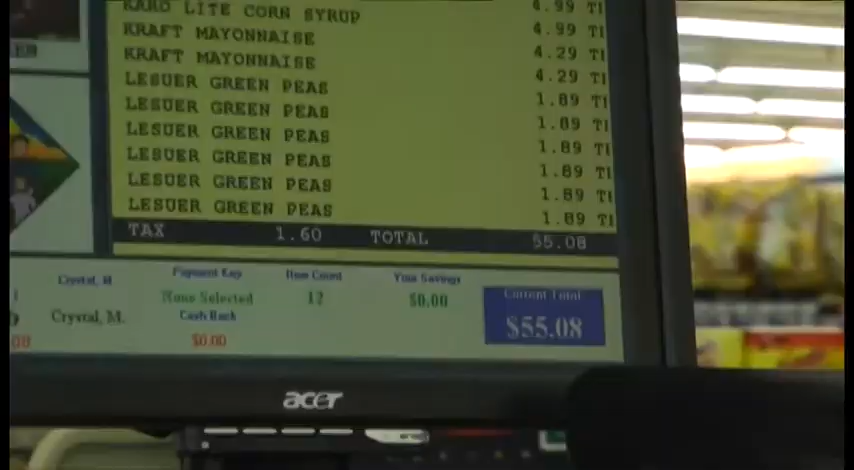 KARO LITE CORN SYRUP 4.99 TI
KRAFT MAYONNAISE 4.99 TI
KRAFT MAYONNAISE 4.29 TI
LESUER GREEN PEAS 4.29 TI
LESUER GREEN PEAS 1.89 TI
LESUER GREEN PEAS 1.89 TI
LESUER GREEN PEAS 1.89 TI
LESUER GREEN PEAS 1.89 TI
LESUER GREEN PEAS 1.89 TI
1.89 TI
TAX 1.60 TOTAL 55.08
Crystal, M. Payment Key Item Count Your Savings Current Total
Crystal, M. None Selected 17 $0.00 $55.08
Cash Back
$0.00
acer